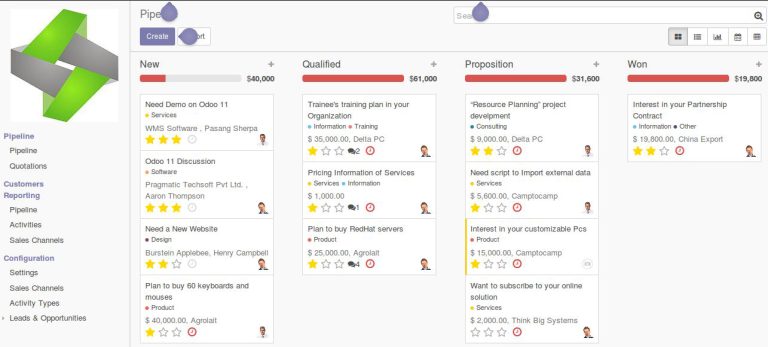 Pipeline
Create
Import
Pipeline
Pipeline
Quotations
Customers
Reporting
Pipeline
Activities
Sales Channels
Configuration
Settings
Sales Channels
Activity Types
Leads & Opportunities
New
$40,000
Need Demo on Odoo 11
Services
WMS Software , Pasang Sherpa
Odoo 11 Discussion
Software
Pragmatic Techsoft Pvt Ltd. ,
Aaron Thompson
Need a New Website
Design
Burstein Applebee, Henry Campbell
Plan to buy 60 keyboards and
mouses
Product
$ 40,000.00, Agrolait
Qualified
$61,000
Trainee's training plan in your
Organization
Information Training
$ 35,000.00, Delta PC
2
Pricing Information of Services
Services Information
$ 1,000.00
1
Plan to buy RedHat servers
Product
$ 25,000.00, Agrolait
4
Proposition
$31,600
"Resource Planning" project
develpment
Consulting
$ 9,000.00, Delta PC
Need script to Import external data
Services
$ 5,600.00, Camptocamp
Interest in your customizable Pcs
Product
$ 15,000.00, Camptocamp
Want to subscribe to your online
solution
Services
$ 2,000.00, Think Big Systems
Won
$19,800
Interest in your Partnership
Contract
Information Other
$ 19,800.00, China Export